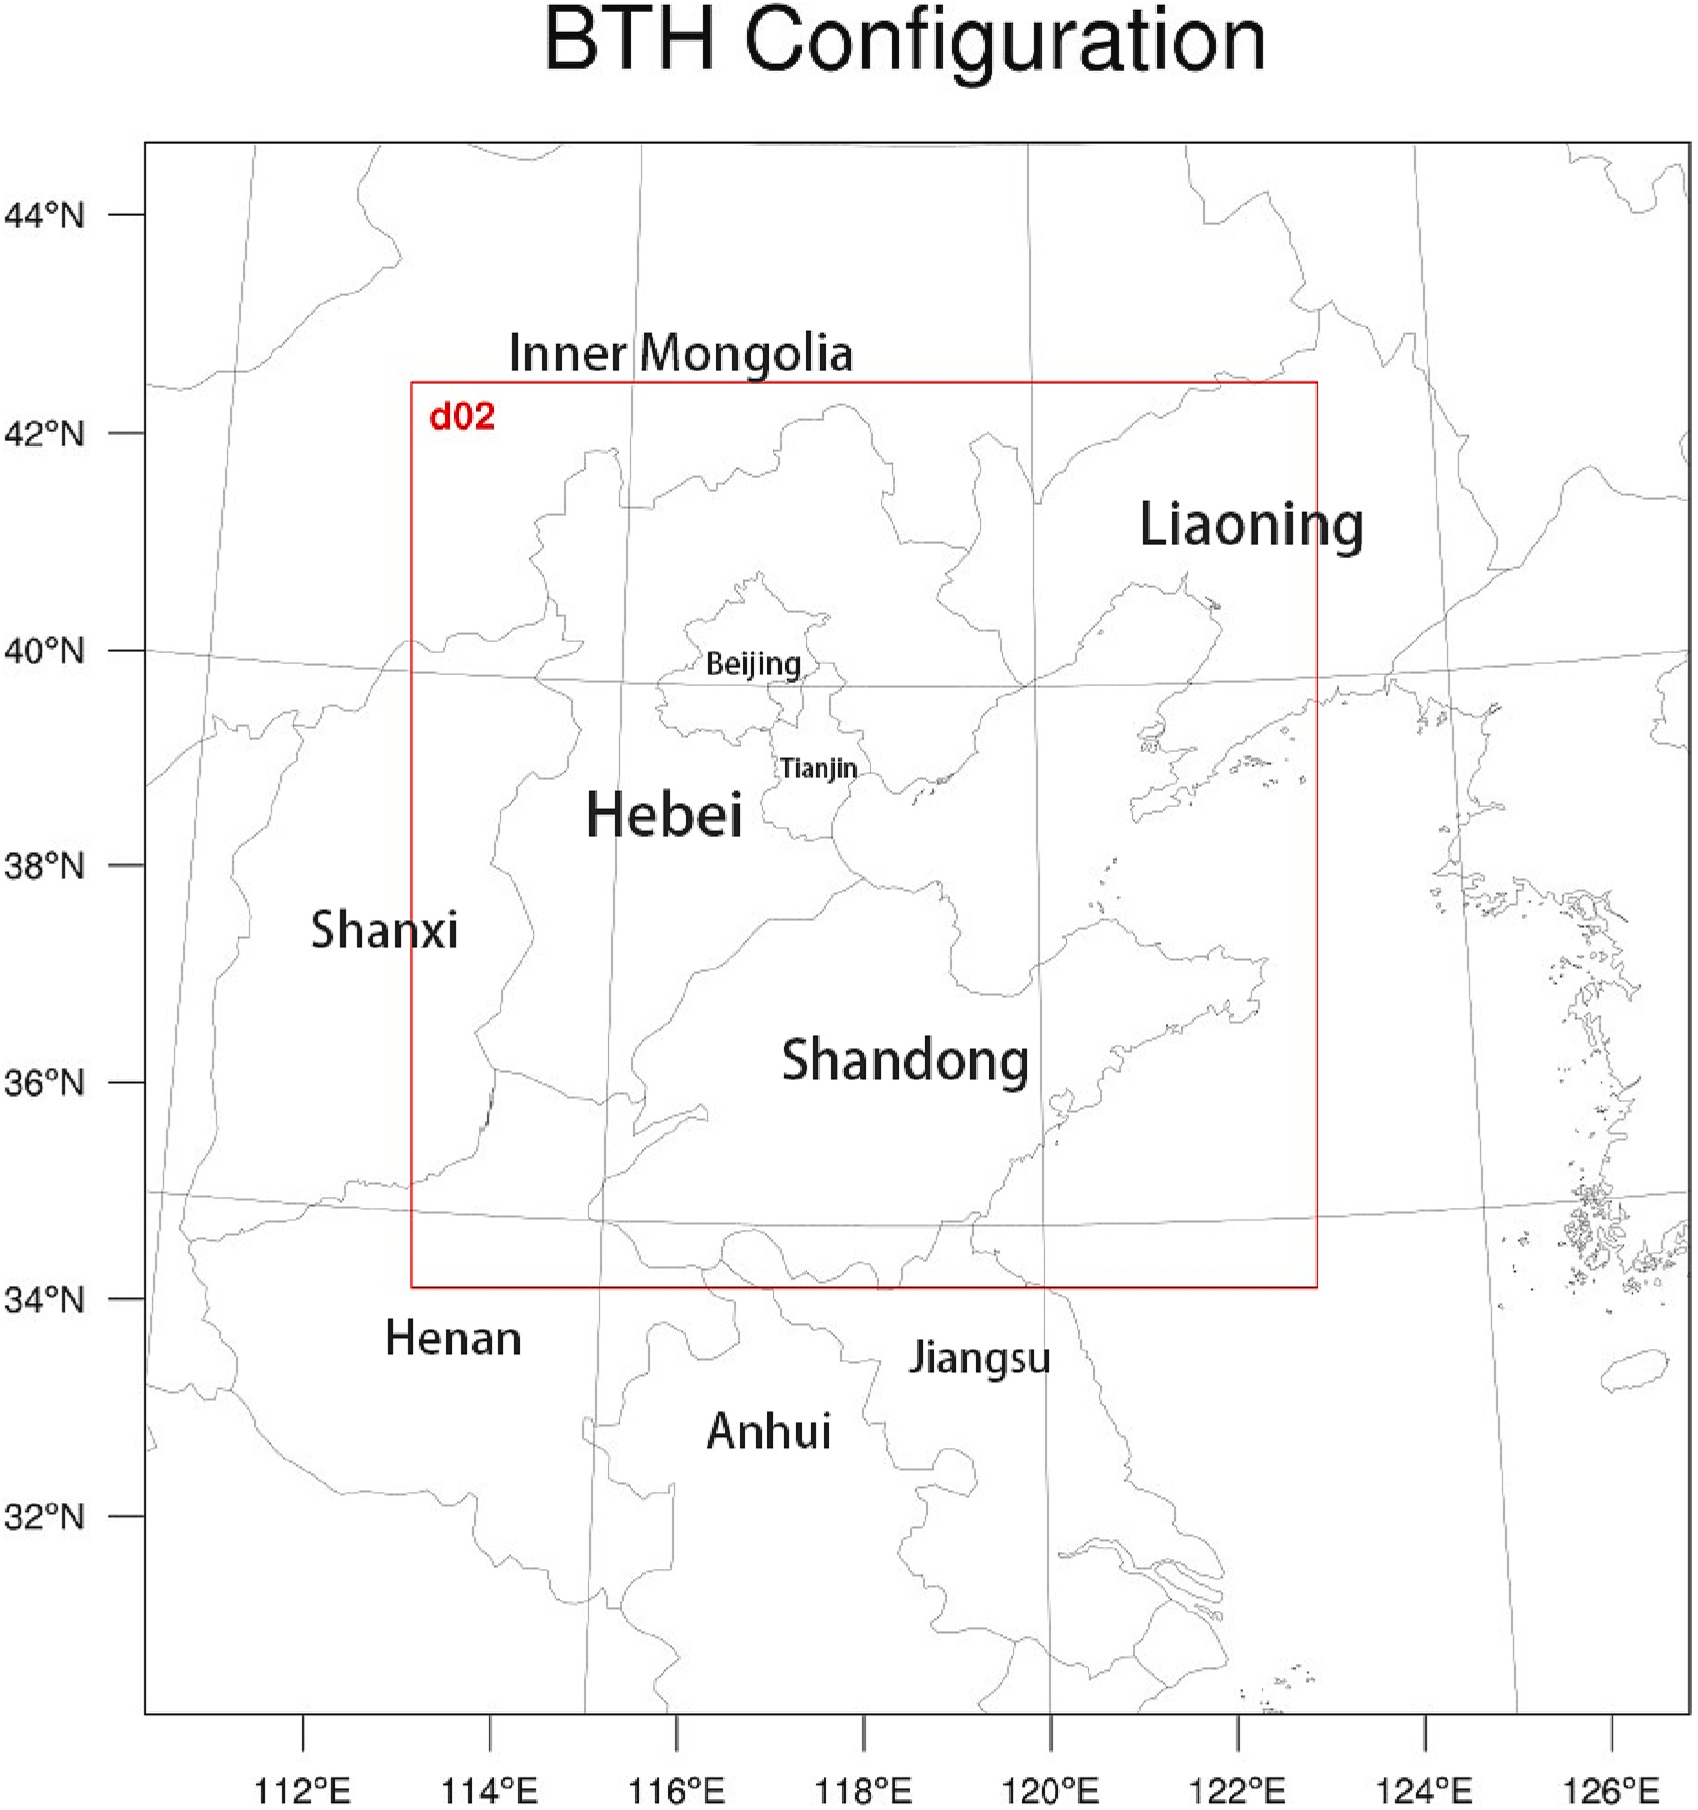 BTH Configuration
44°N
Inner Mongolia
d02
42°N
Liaoning
40°N
Beijing
Tianjin
Hebei
38°N
Shanxi
Shandong
36°N
34°N
Henan
Jiangsu
Anhui
32°N
112°E 114°E 116°E 118°E 120°E 122°E 124°E 126°E